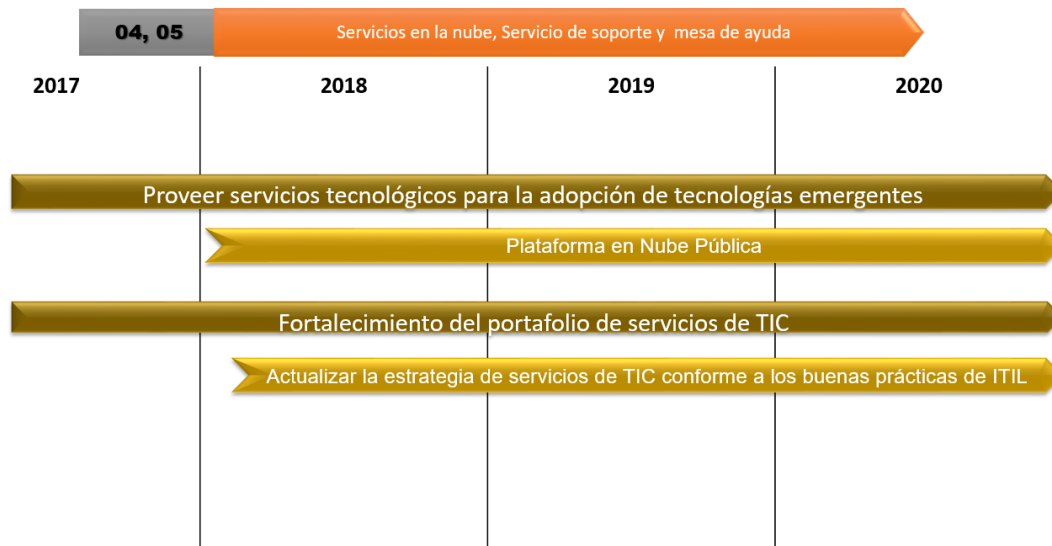 04, 05
Servicios en la nube, Servicio de soporte y mesa de ayuda
2017
2018
2019
2020
Proveer servicios tecnológicos para la adopción de tecnologías emergentes
Plataforma en Nube Pública
Fortalecimiento del portafolio de servicios de TIC
Actualizar la estrategia de servicios de TIC conforme a los buenas prácticas de ITIL